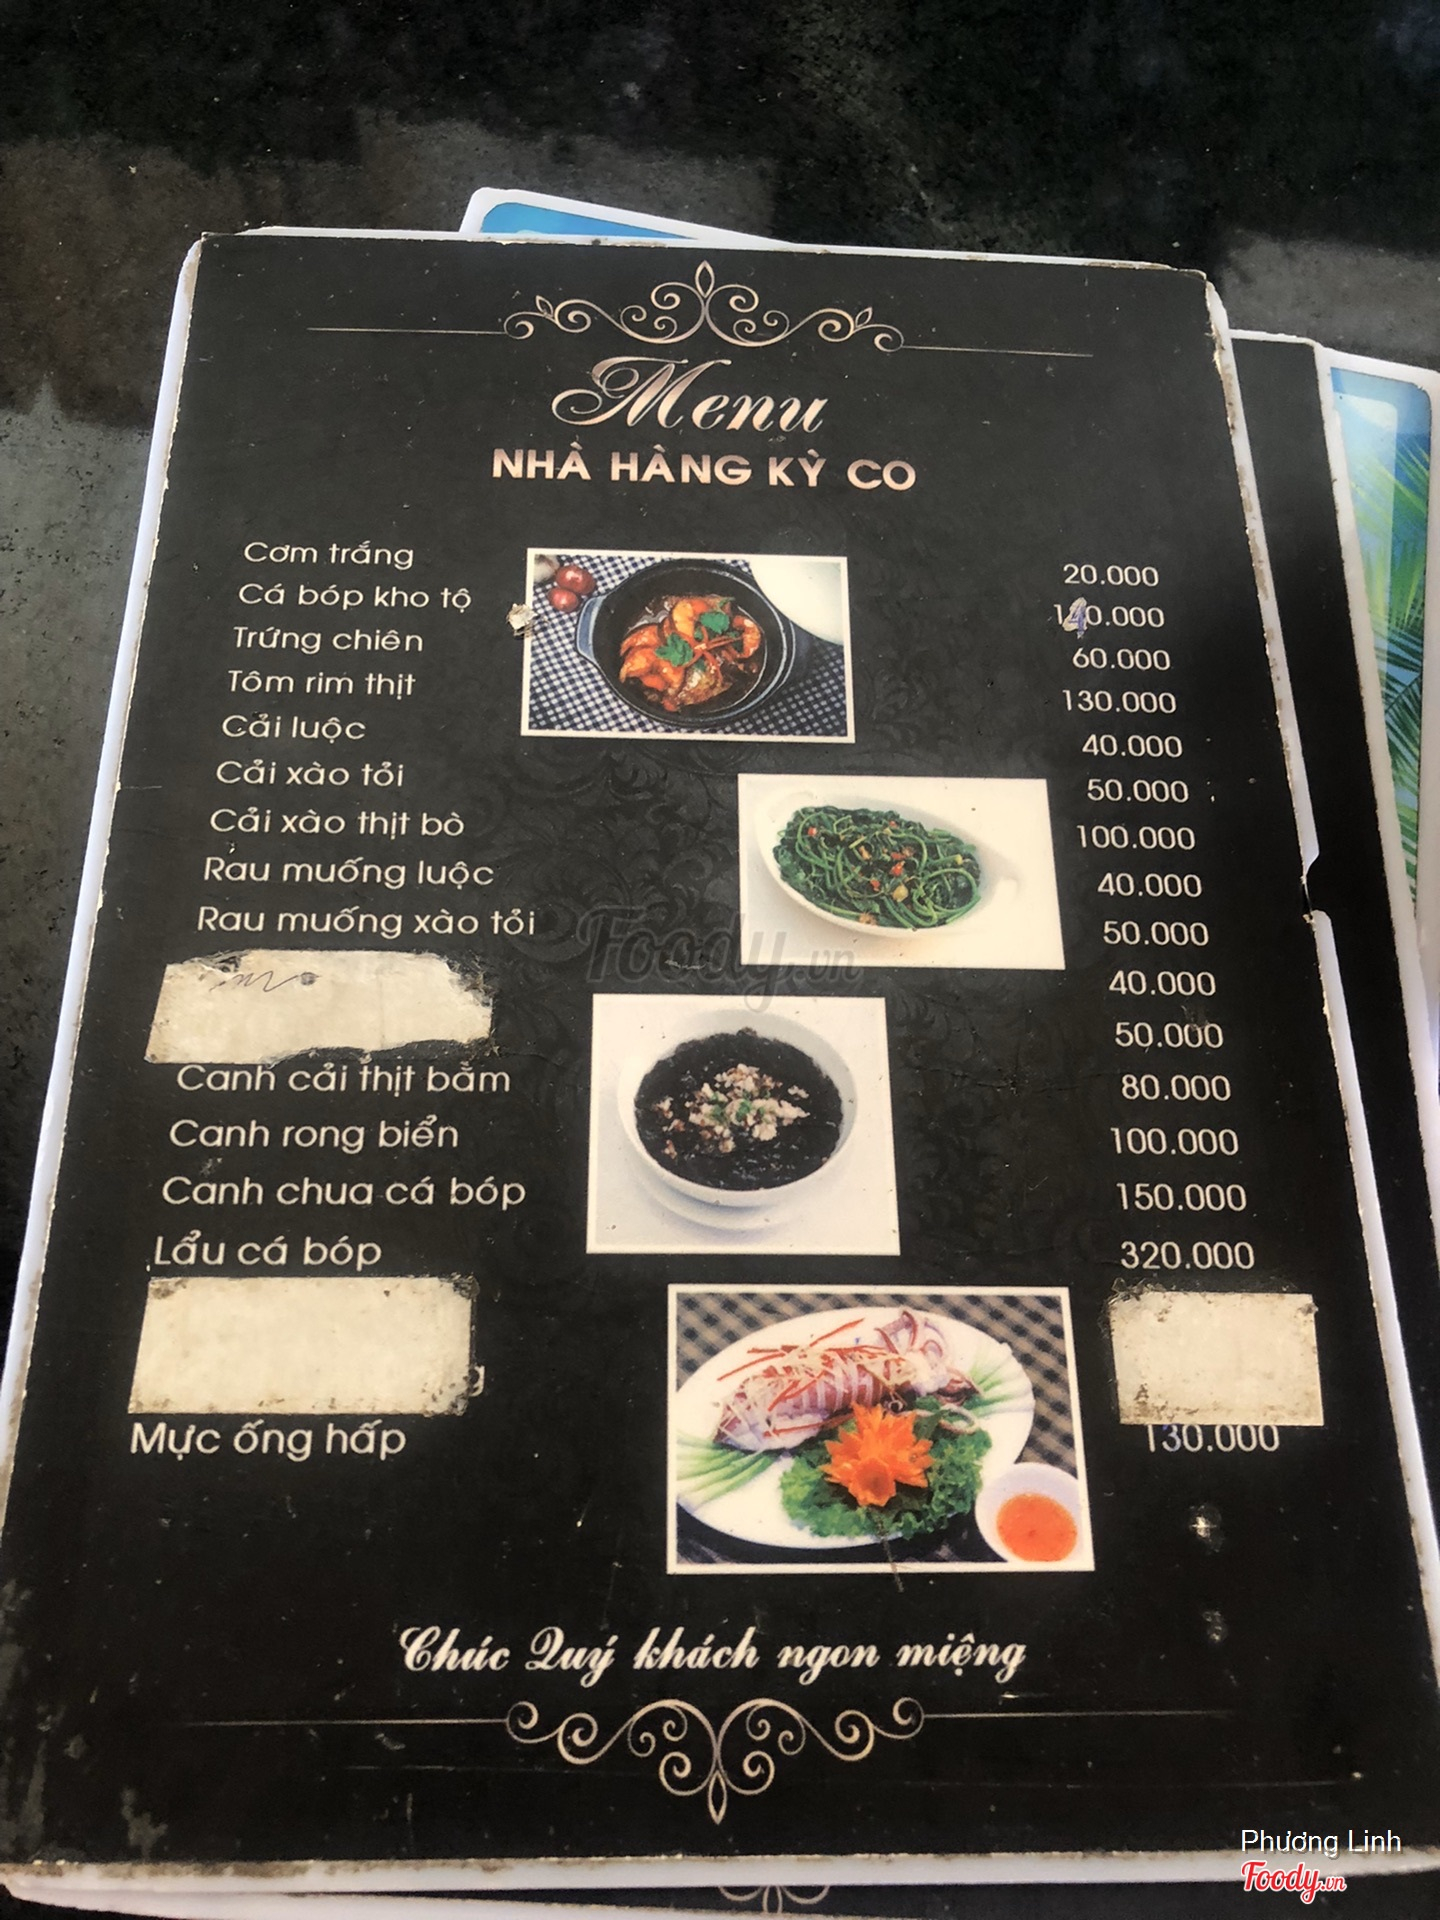 Menu
NHÀ HÀNG KỲ CO
Cơm trắng 20.000
Cá bóp kho tộ 140.000
Trứng chiên 60.000
Tôm rim thịt 130.000
Cải luộc 40.000
Cải xào tỏi 50.000
Cải xào thịt bò 100.000
Rau muống luộc 40.000
Rau muống xào tỏi 50.000
40.000
50.000
Canh cải thịt bằm 80.000
Canh rong biển 100.000
Canh chua cá bóp 150.000
Lẩu cá bóp 320.000
Mực ống hấp 130.000
Chúc Quý khách ngon miệng
Foody.vn
Phương Linh
Foody.vn